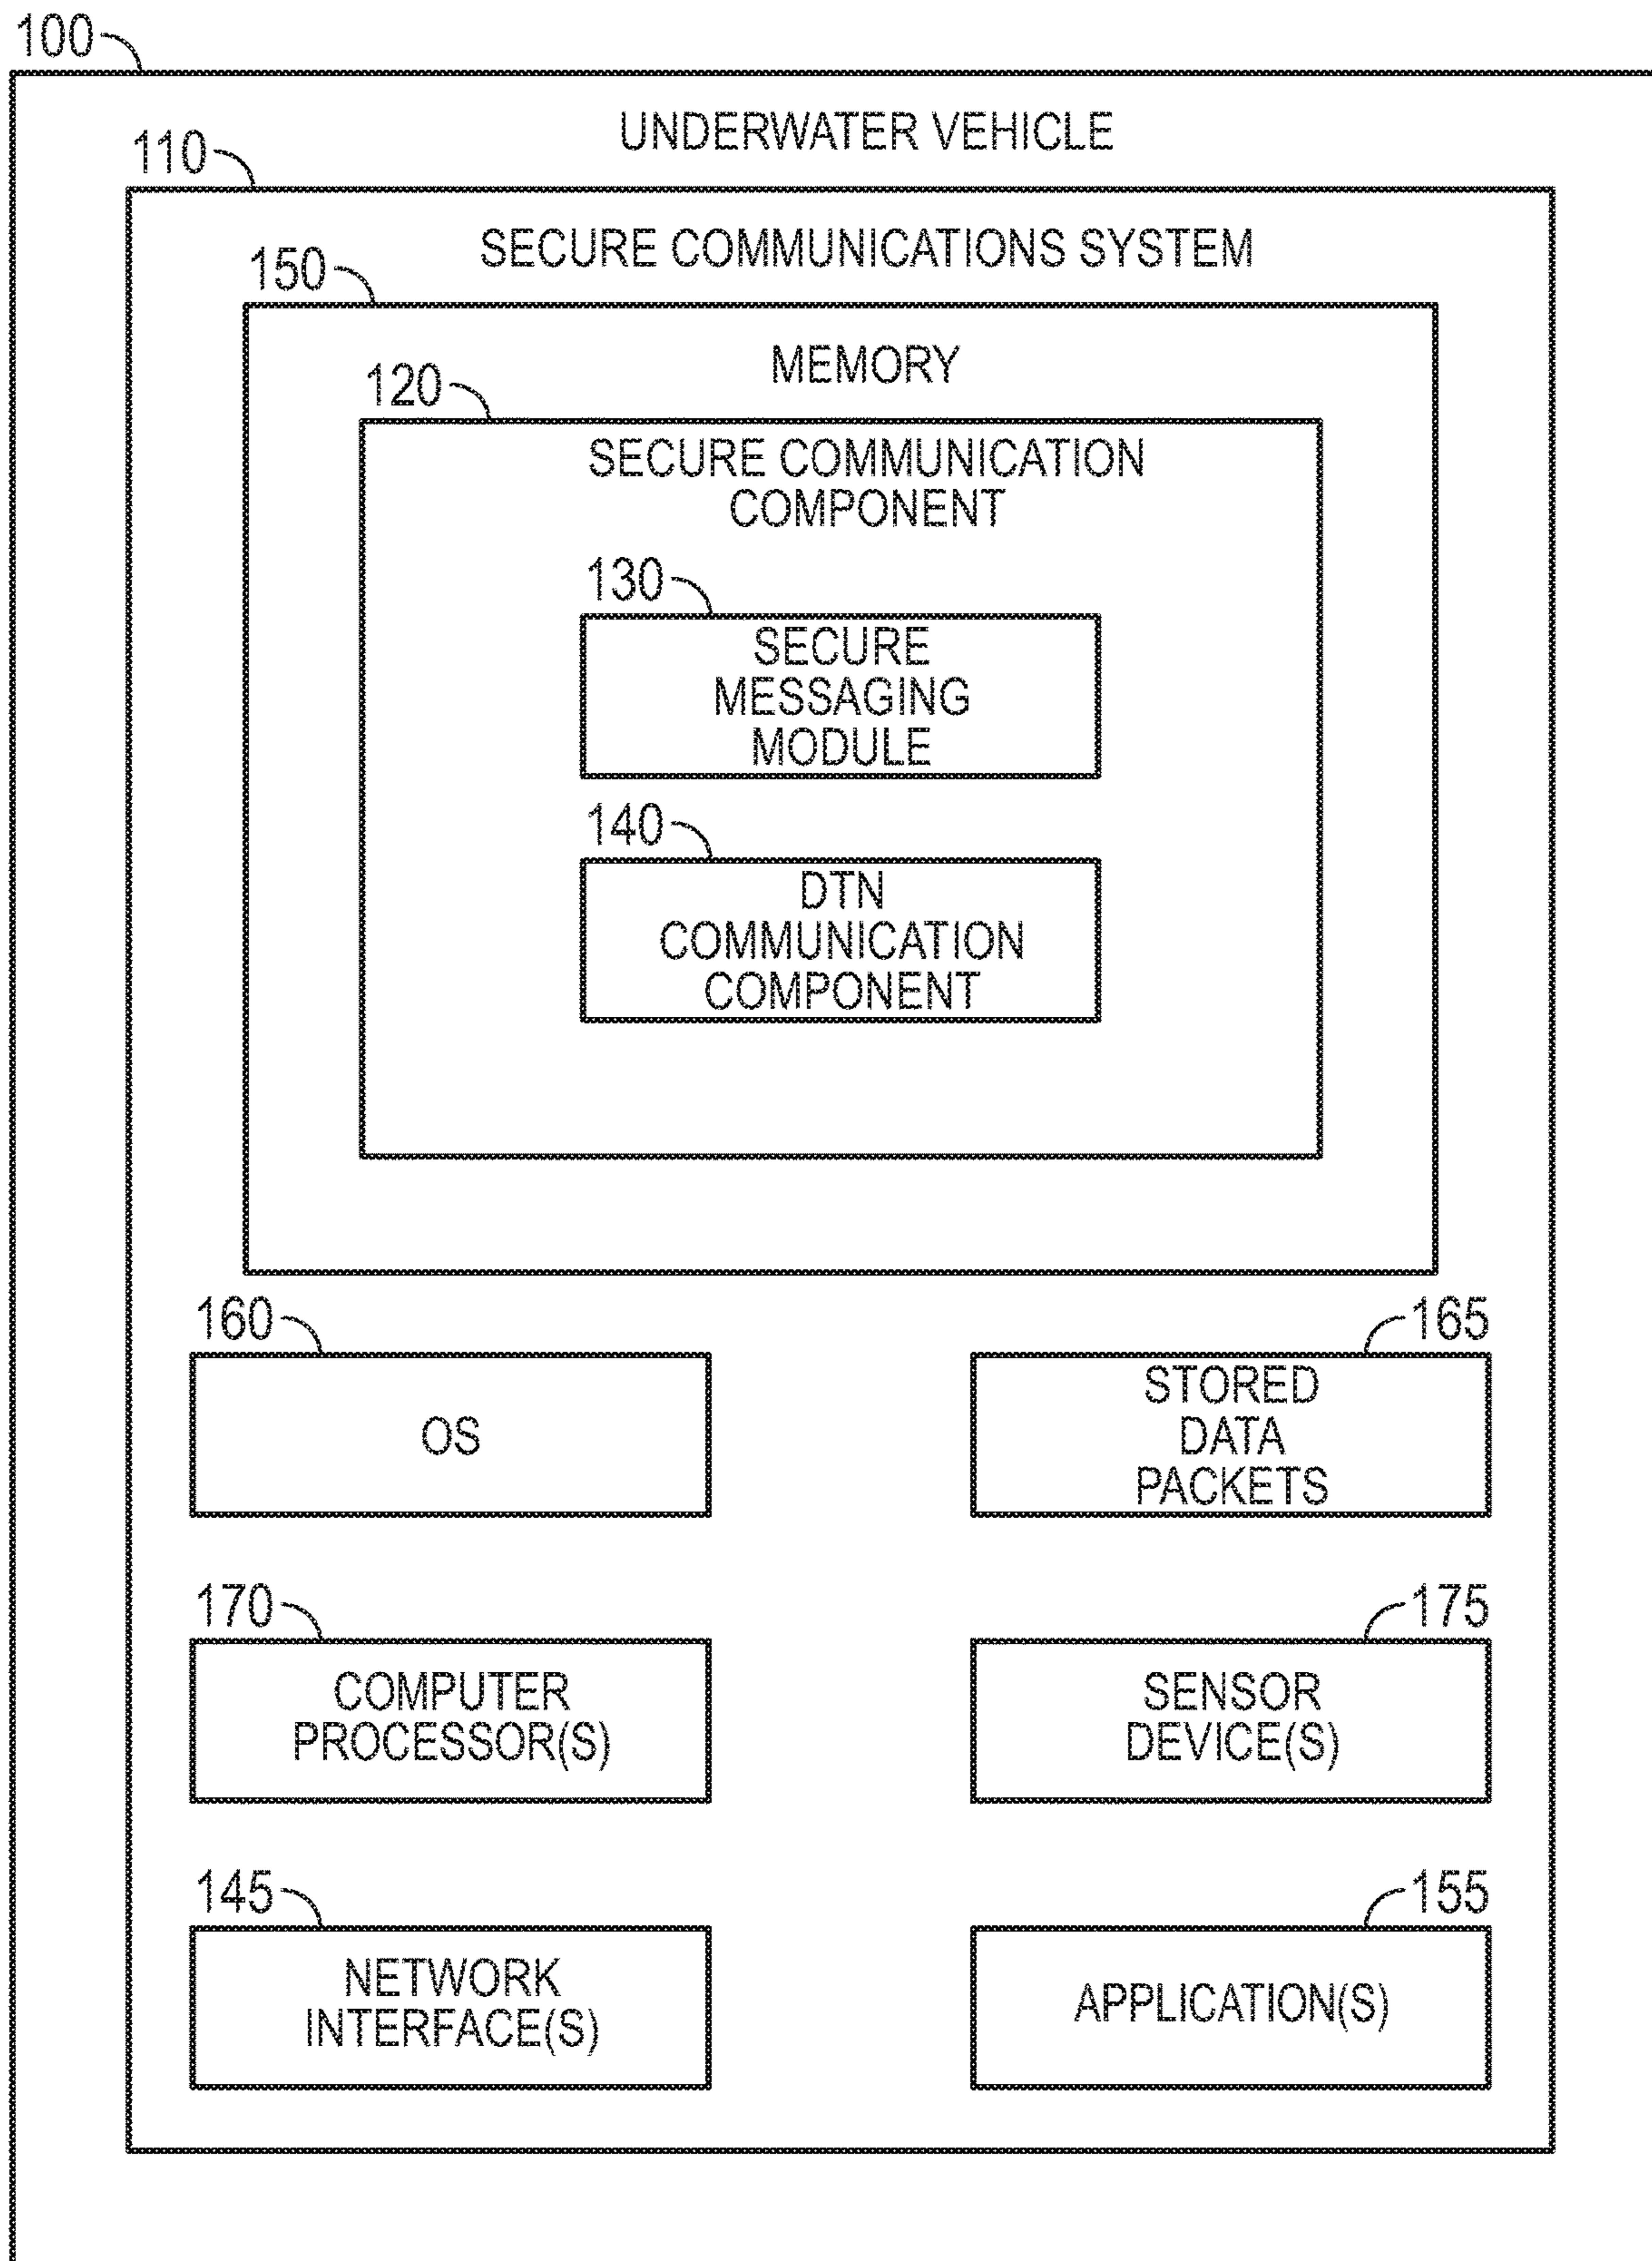 100
UNDERWATER VEHICLE
110
SECURE COMMUNICATIONS SYSTEM
150
MEMORY
120
SECURE COMMUNICATION
COMPONENT
130
SECURE
MESSAGING
MODULE
140
DTN
COMMUNICATION
COMPONENT
160
OS
165
STORED
DATA
PACKETS
170
COMPUTER
PROCESSOR(S)
175
SENSOR
DEVICE(S)
145
NETWORK
INTERFACE(S)
155
APPLICATION(S)